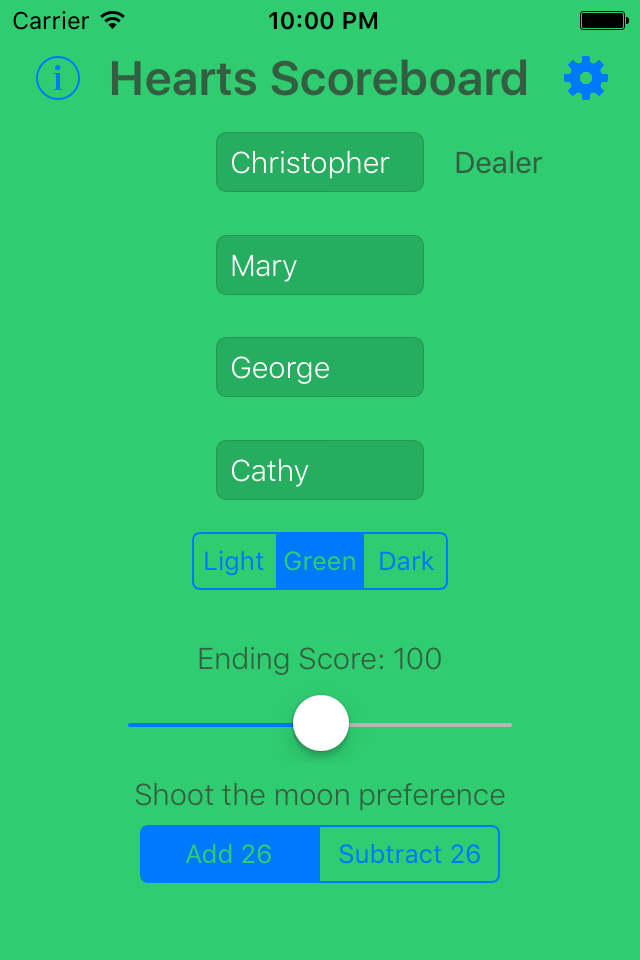 Carrier 10:00 PM
i Hearts Scoreboard
Christopher Dealer
Mary
George
Cathy
Light Green Dark
Ending Score: 100
Shoot the moon preference
Add 26 Subtract 26